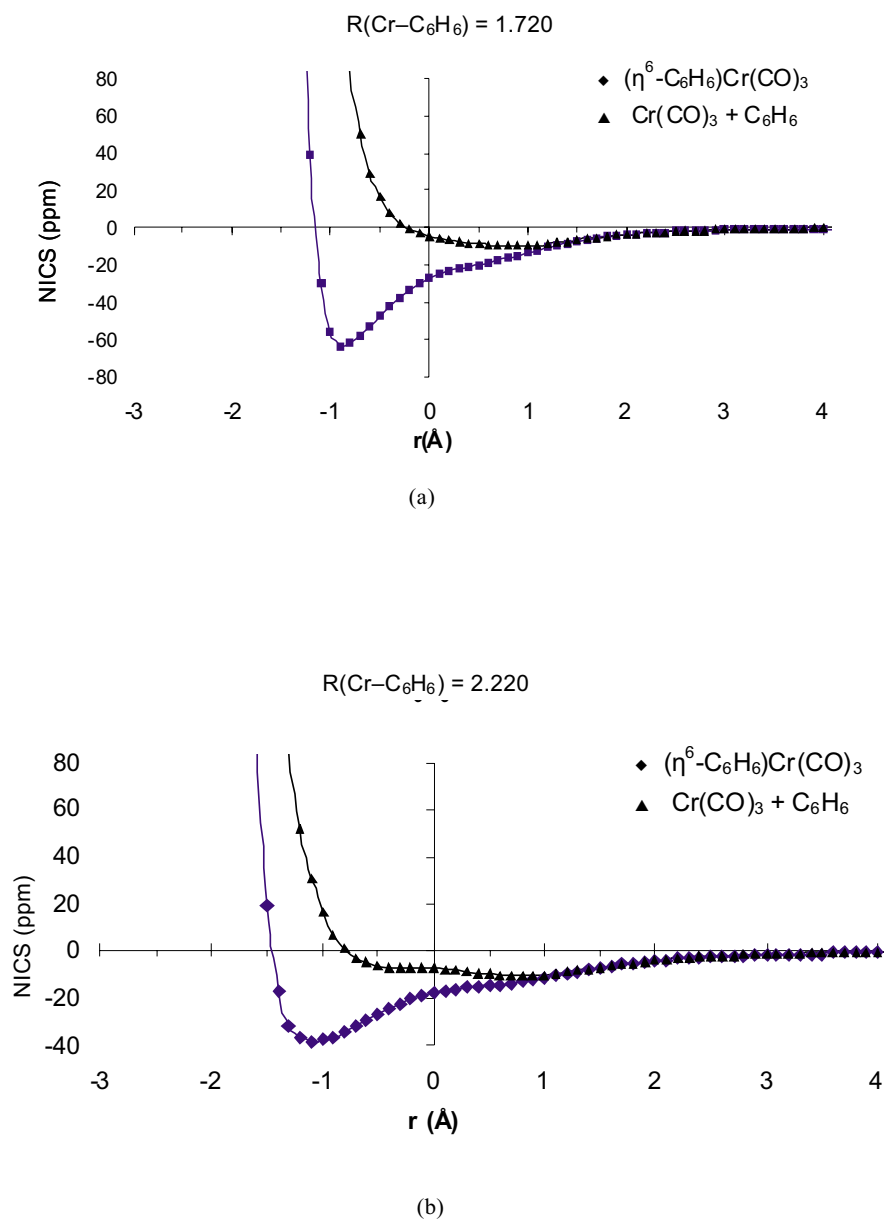 R(Cr–C₆H₆) = 1.720
(η⁶-C₆H₆)Cr(CO)₃
Cr(CO)₃ + C₆H₆
80
60
40
20
0
-20
-40
-60
-80
NICS (ppm)
-3 -2 -1 0 1 2 3 4
r(Å)
(a)
R(Cr–C₆H₆) = 2.220
(η⁶-C₆H₆)Cr(CO)₃
Cr(CO)₃ + C₆H₆
80
60
40
20
0
-20
-40
NICS (ppm)
-3 -2 -1 0 1 2 3 4
r (Å)
(b)